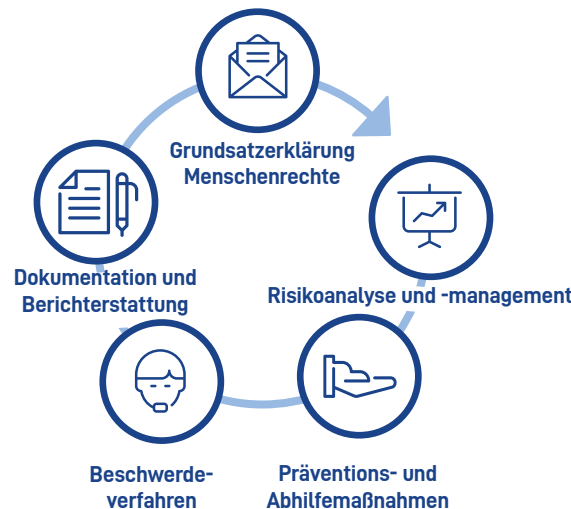 Grundsatzerklärung
Menschenrechte
Dokumentation und
Berichterstattung
Risikoanalyse und -management
Beschwerde-
verfahren
Präventions- und
Abhilfemaßnahmen